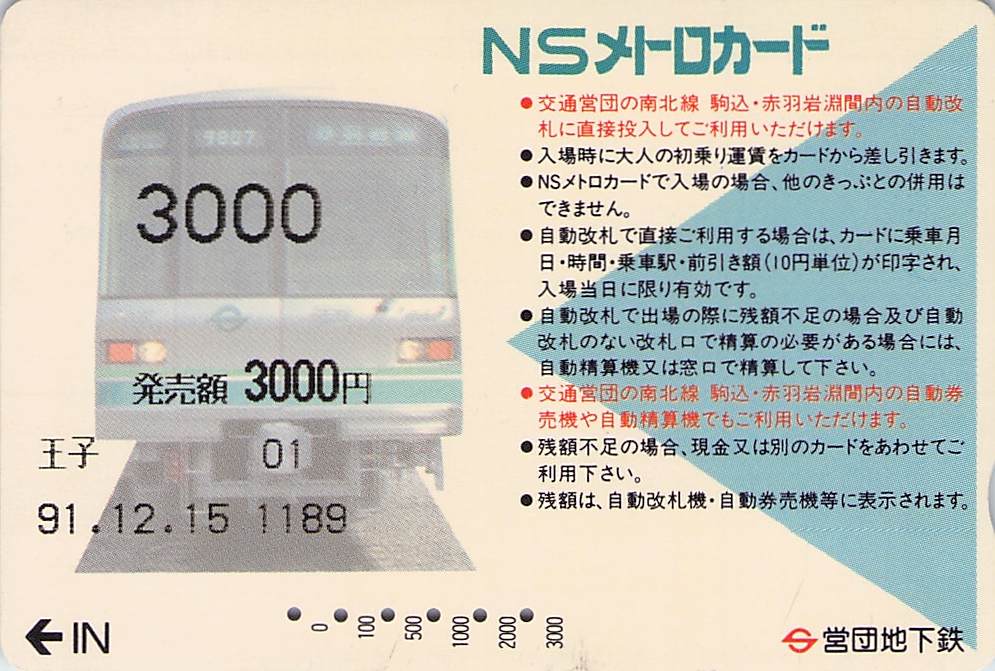 NSメトロカード
●交通営団の南北線 駒込・赤羽岩淵間内の自動改
札に直接投入してご利用いただけます。
●入場時に大人の初乗り運賃をカードから差し引きます。
●NSメトロカードで入場の場合、他のきっぷとの併用は
できません。
●自動改札で直接ご利用する場合は、カードに乗車月
日・時間・乗車駅・前引き額(10円単位)が印字され、
入場当日に限り有効です。
●自動改札で出場の際に残額不足の場合及び自動
改札のない改札口で精算の必要がある場合には、
自動精算機又は窓口で精算して下さい。
●交通営団の南北線 駒込・赤羽岩淵間内の自動券
売機や自動精算機でもご利用いただけます。
●残額不足の場合、現金又は別のカードをあわせてご
利用下さい。
●残額は、自動改札機・自動券売機等に表示されます。
3000
発売額 3000円
王子 01
91.12.15 1189
←IN
0 100 500 1000 2000 3000
営団地下鉄